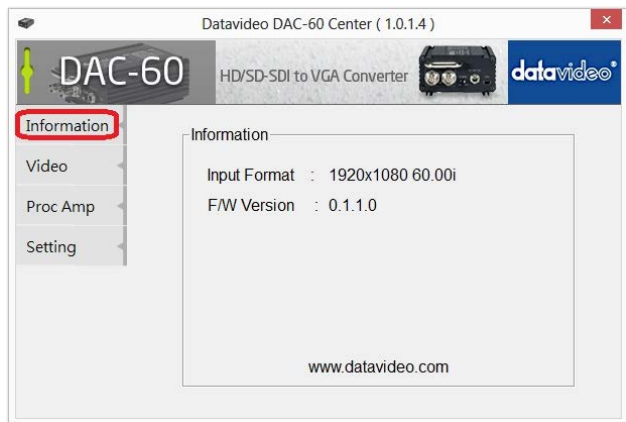 Datavideo DAC-60 Center ( 1.0.1.4 )
DAC-60
HD/SD-SDI to VGA Converter
datavideo
Information
Video
Proc Amp
Setting
Information
Input Format : 1920x1080 60.00i
F/W Version : 0.1.1.0
www.datavideo.com